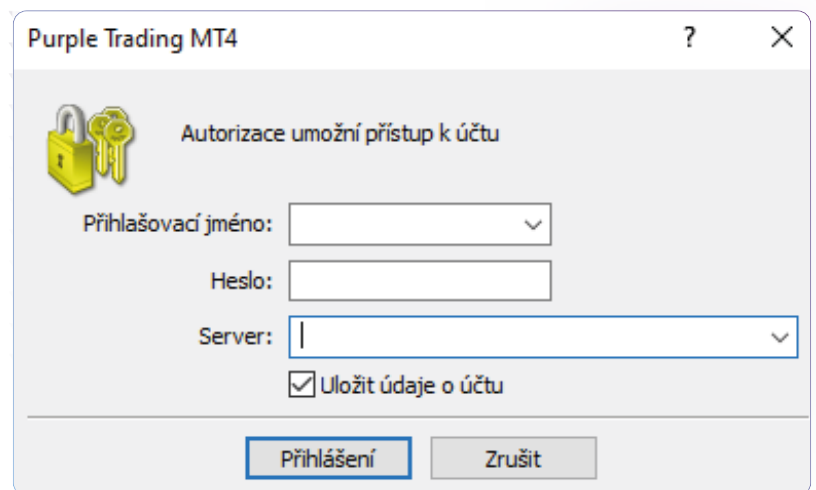 Purple Trading MT4
?
Autorizace umožní přístup k účtu
Přihlašovací jméno:
Heslo:
Server:
Uložit údaje o účtu
Přihlášení
Zrušit